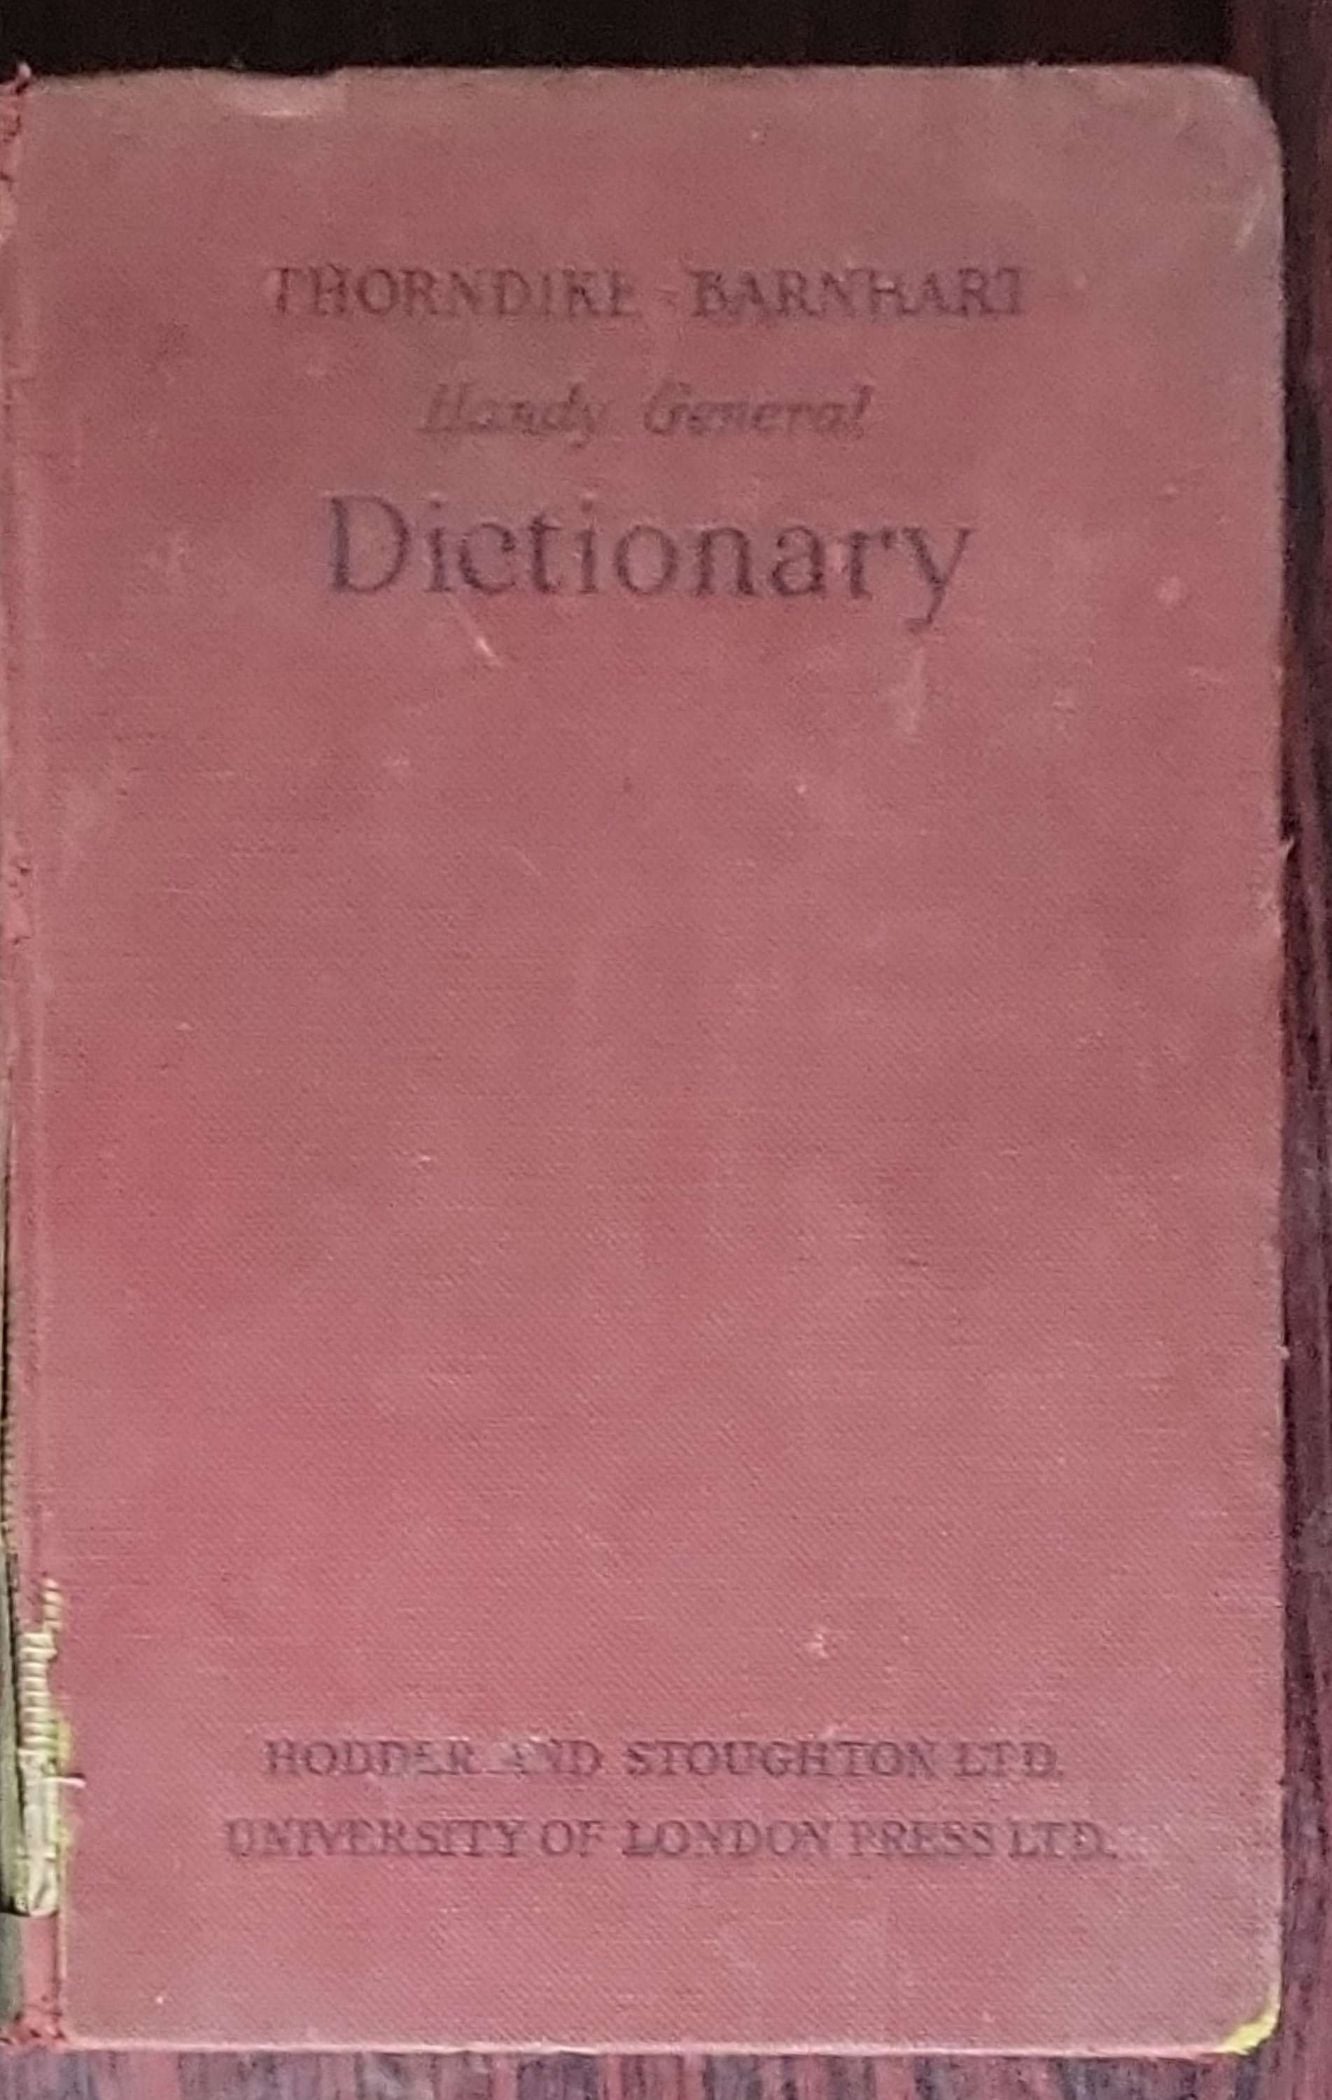 THORNDIKE - BARNHART
Handy General
Dictionary
HODDER AND STOUGHTON LTD.
UNIVERSITY OF LONDON PRESS LTD.